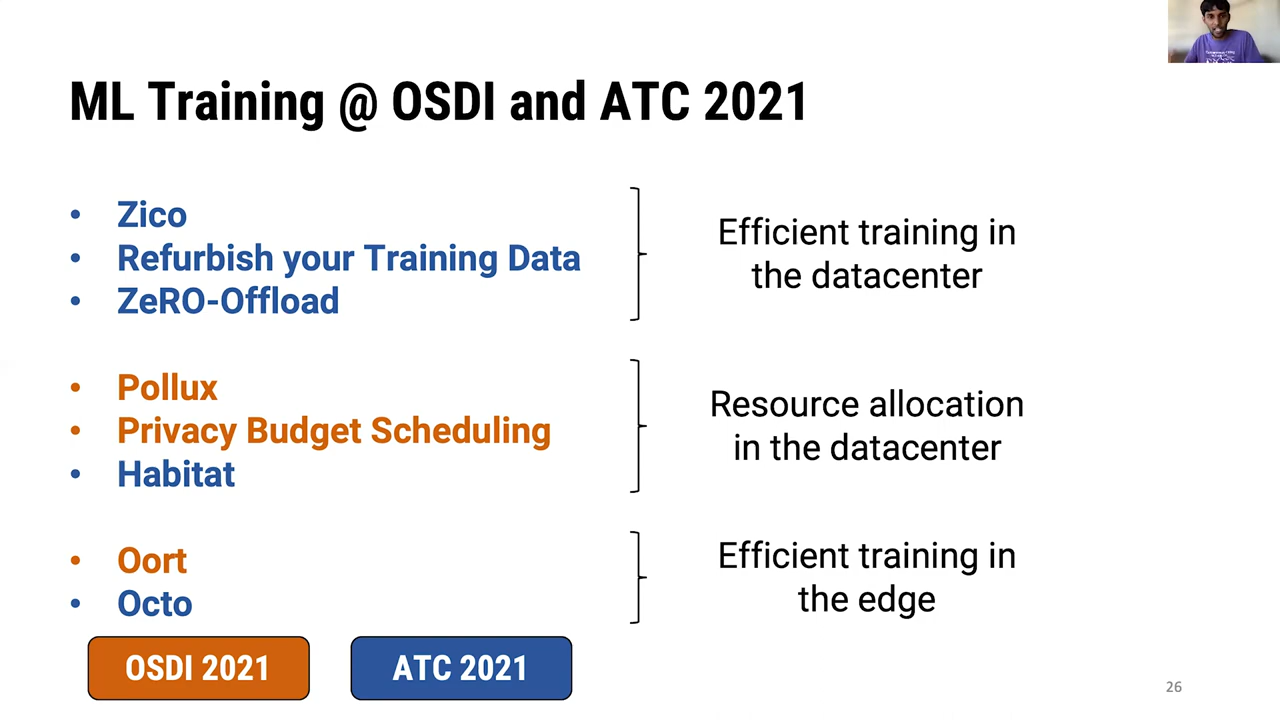 ML Training @ OSDI and ATC 2021
• Zico
• Refurbish your Training Data
• ZeRO-Offload
Efficient training in
the datacenter
• Pollux
• Privacy Budget Scheduling
• Habitat
Resource allocation
in the datacenter
• Oort
• Octo
Efficient training in
the edge
OSDI 2021
ATC 2021
26